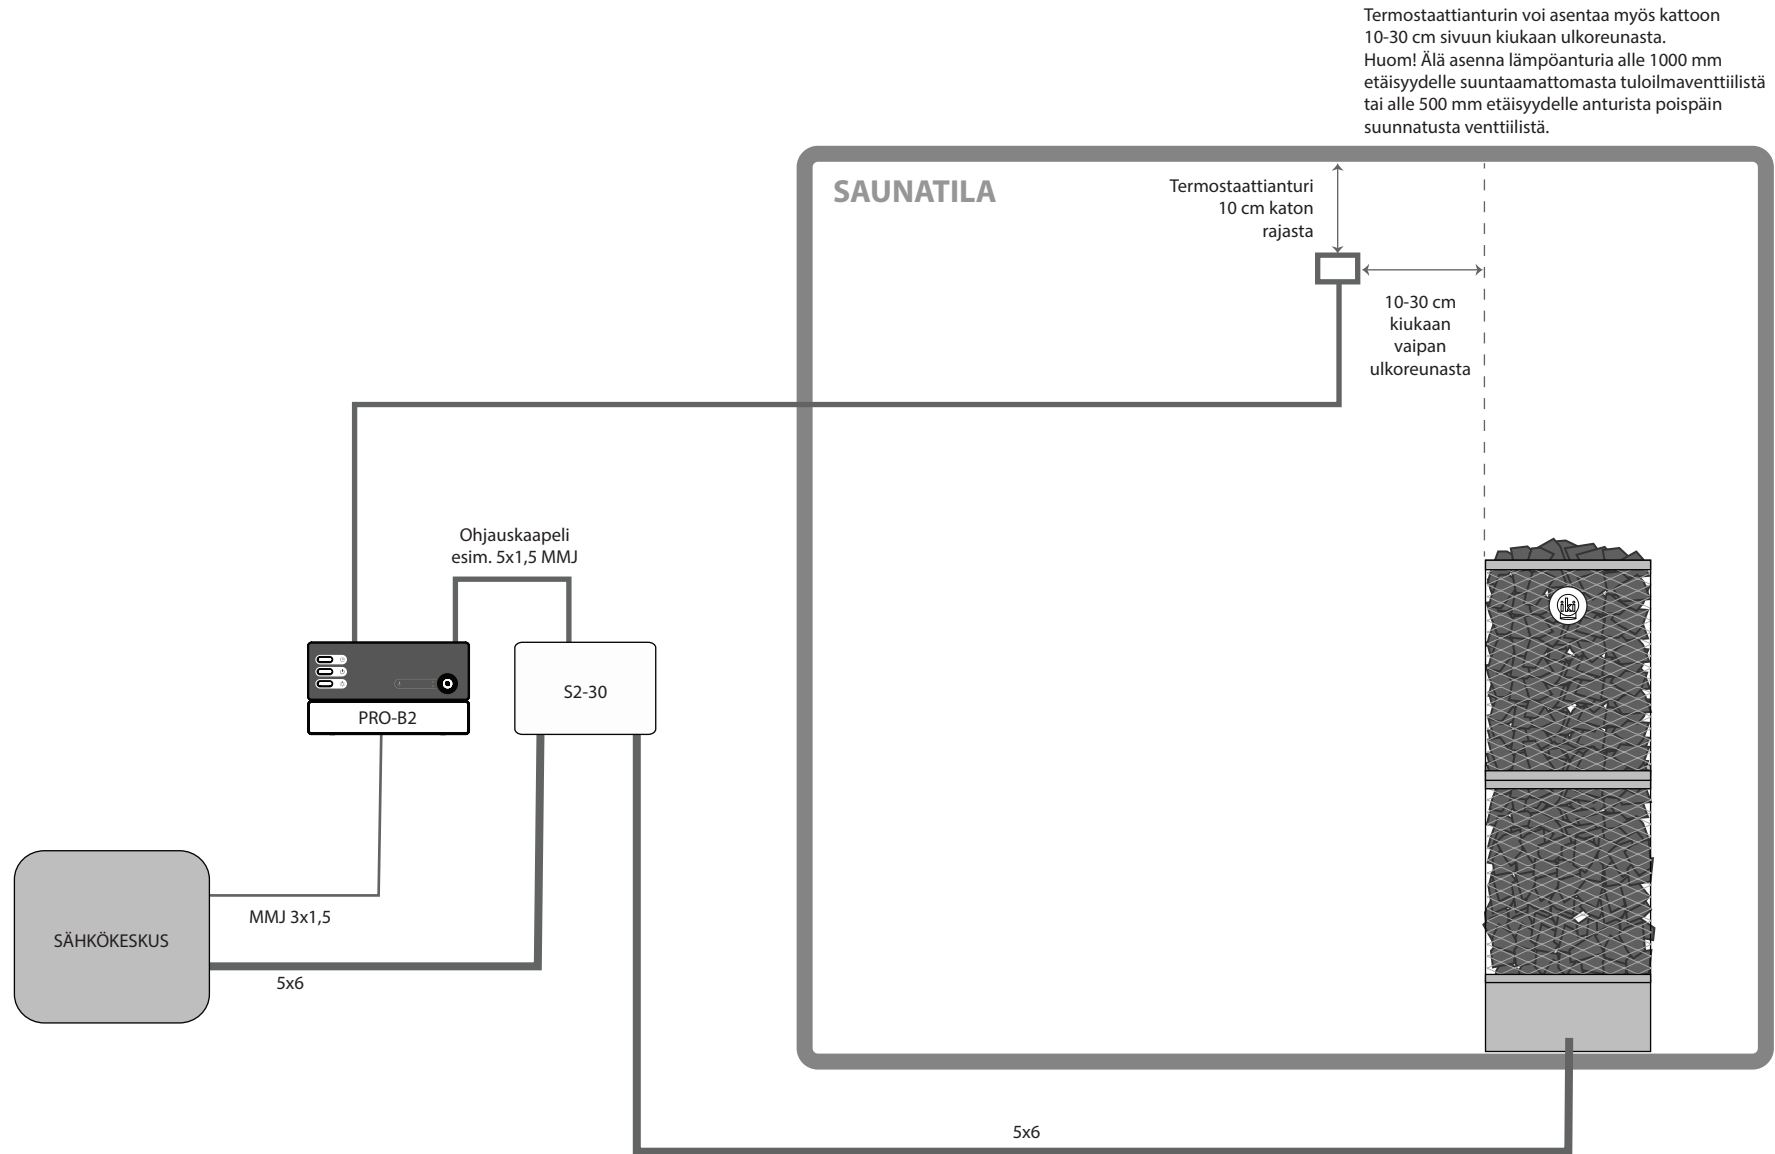 Termostaattianturin voi asentaa myös kattoon
10-30 cm sivuun kiukaan ulkoreunasta.
Huom! Älä asenna lämpöanturia alle 1000 mm
etäisyydelle suuntaamattomasta tuloilmaventtiilistä
tai alle 500 mm etäisyydelle anturista poispäin
suunnatusta venttiilistä.
SAUNATILA
Termostaattianturi
10 cm katon
rajasta
10-30 cm
kiukaan
vaipan
ulkoreunasta
Ohjauskaapeli
esim. 5x1,5 MMJ
iki
S2-30
PRO-B2
MMJ 3x1,5
SÄHKÖKESKUS
5x6
5x6